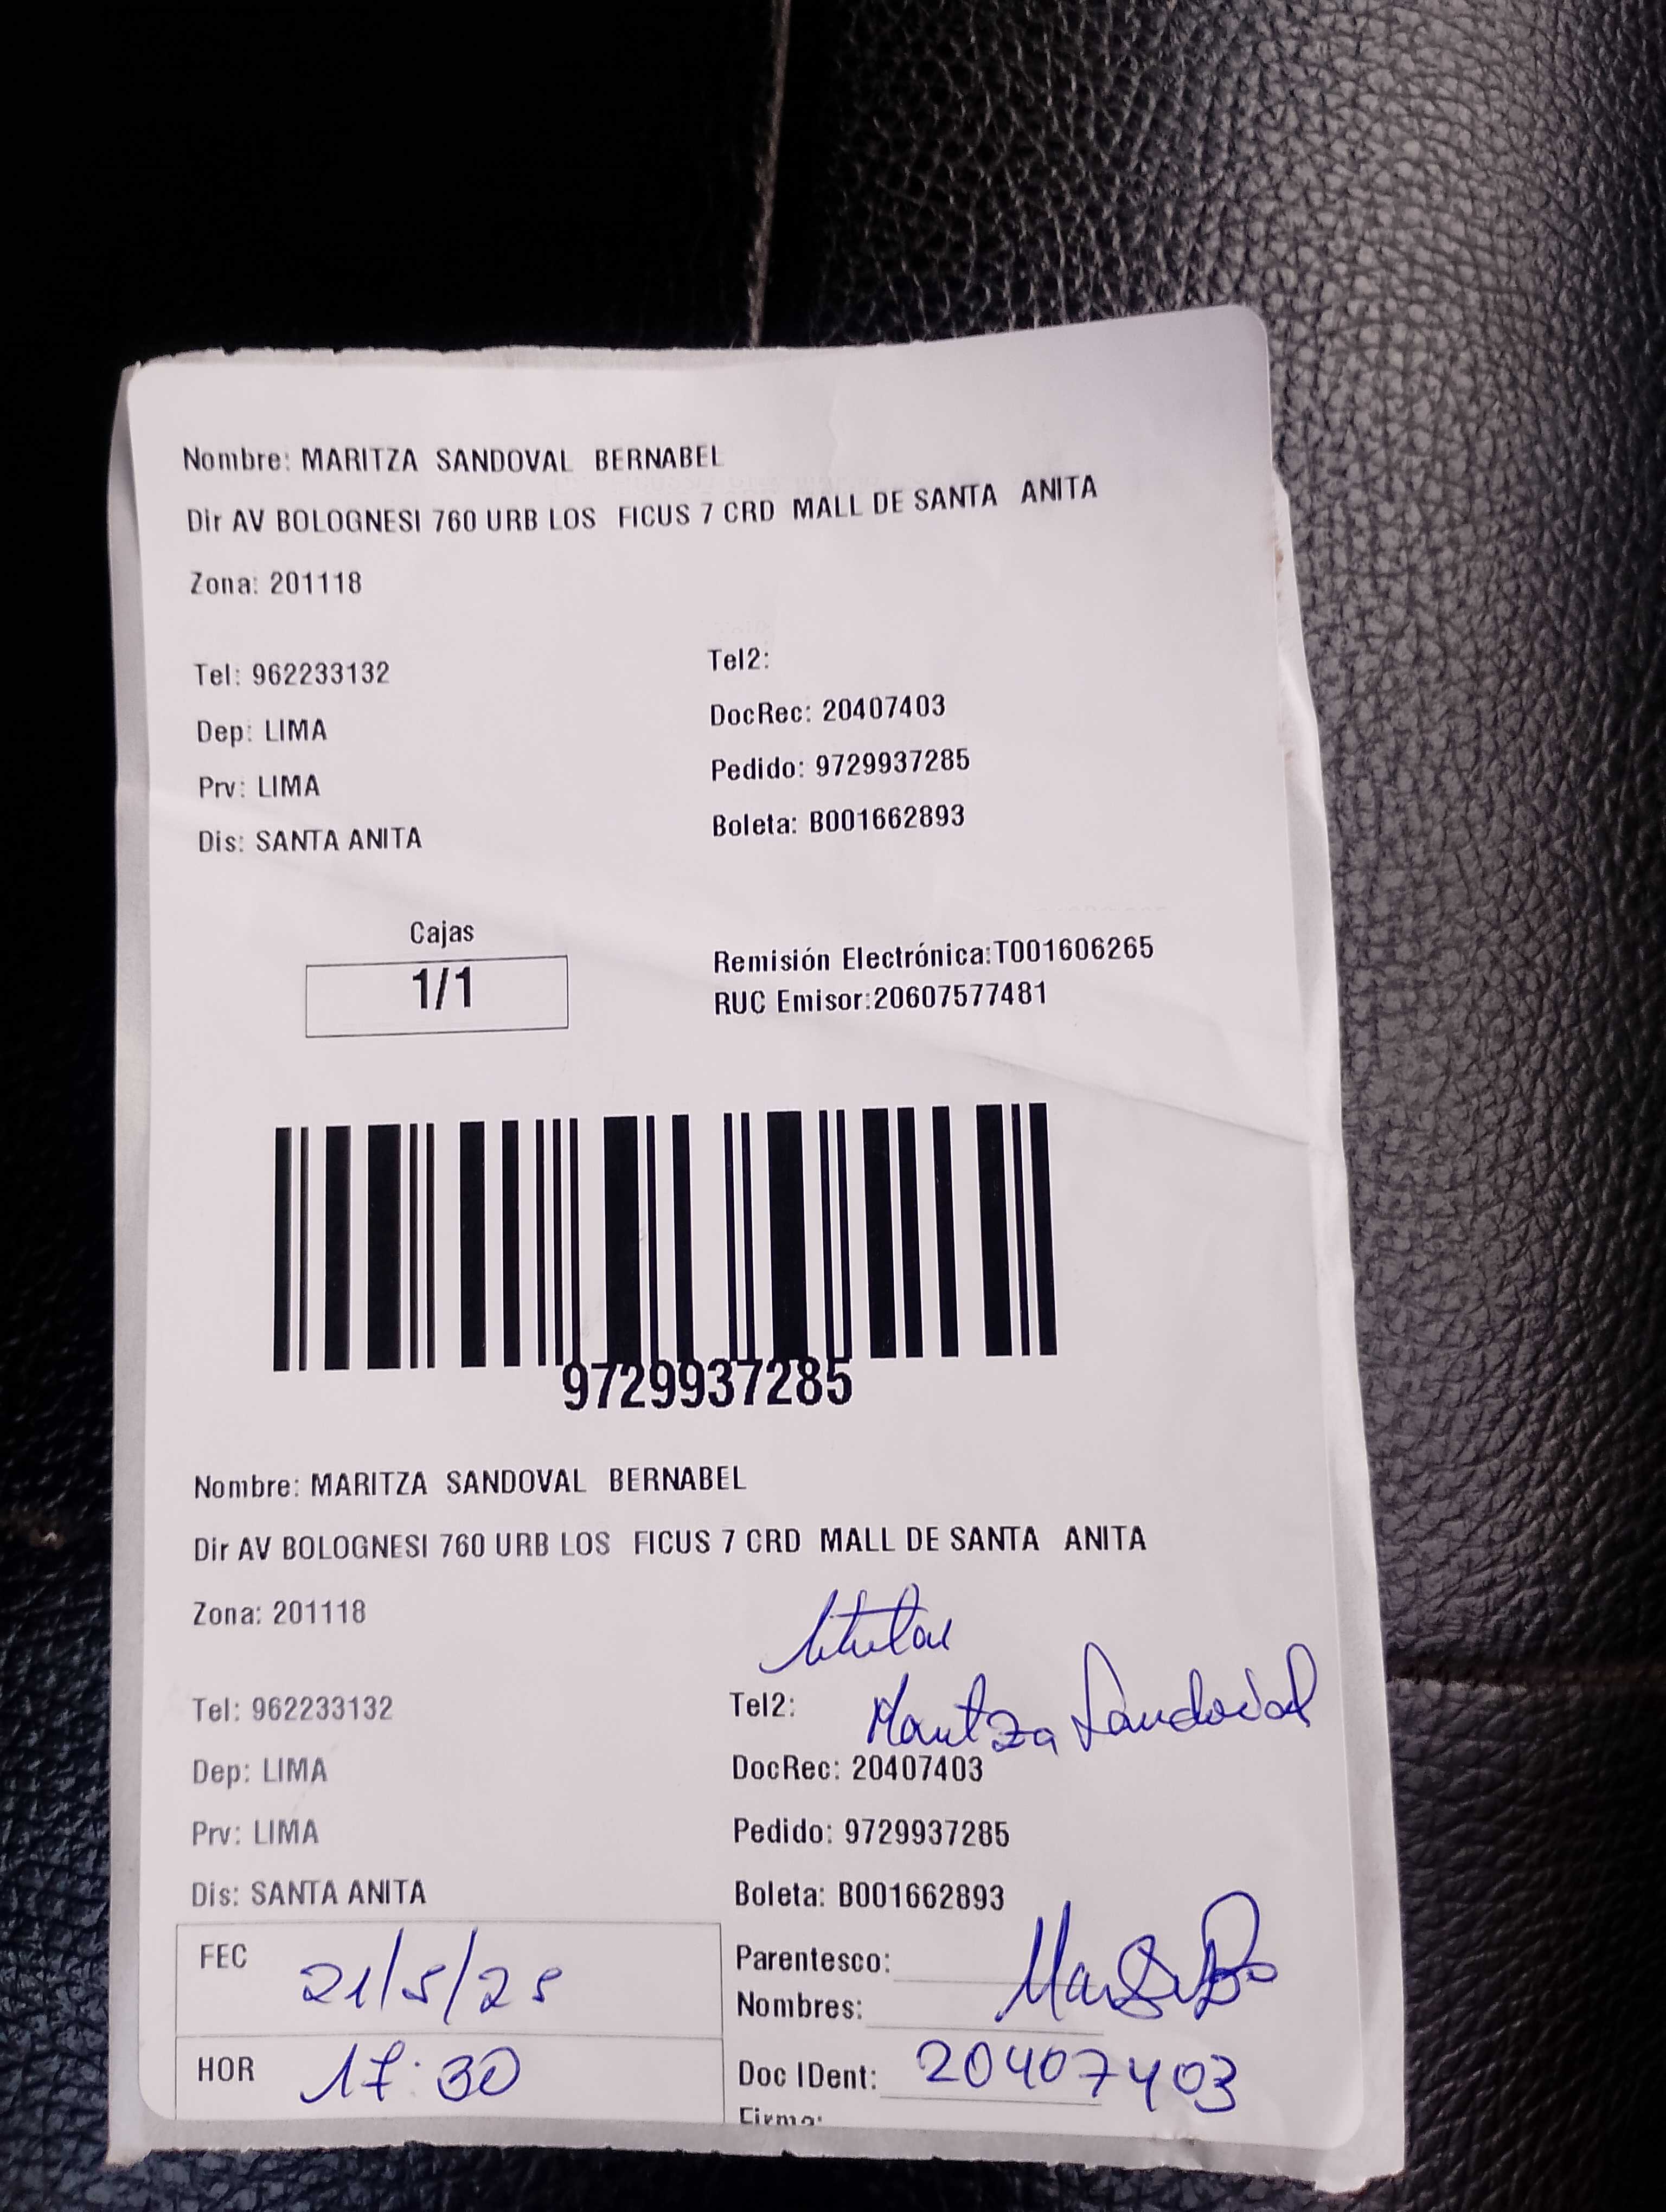 Nombre: MARITZA SANDOVAL BERNABEL
Dir AV BOLOGNESI 760 URB LOS FICUS 7 CRD MALL DE SANTA ANITA
Zona: 201118
Tel: 962233132
Tel2:
Dep: LIMA
DocRec: 20407403
Prv: LIMA
Pedido: 9729937285
Dis: SANTA ANITA
Boleta: B001662893
Cajas
1/1
Remisión Electrónica:T001606265
RUC Emisor:20607577481
9729937285
Nombre: MARITZA SANDOVAL BERNABEL
Dir AV BOLOGNESI 760 URB LOS FICUS 7 CRD MALL DE SANTA ANITA
Zona: 201118
titular
Tel: 962233132
Tel2: Maritza Sandoval
Dep: LIMA
DocRec: 20407403
Prv: LIMA
Pedido: 9729937285
Dis: SANTA ANITA
Boleta: B001662893
FEC 21/5/25
Parentesco:
Nombres:
HOR 17:30
Doc IDent: 20407403
Firma: